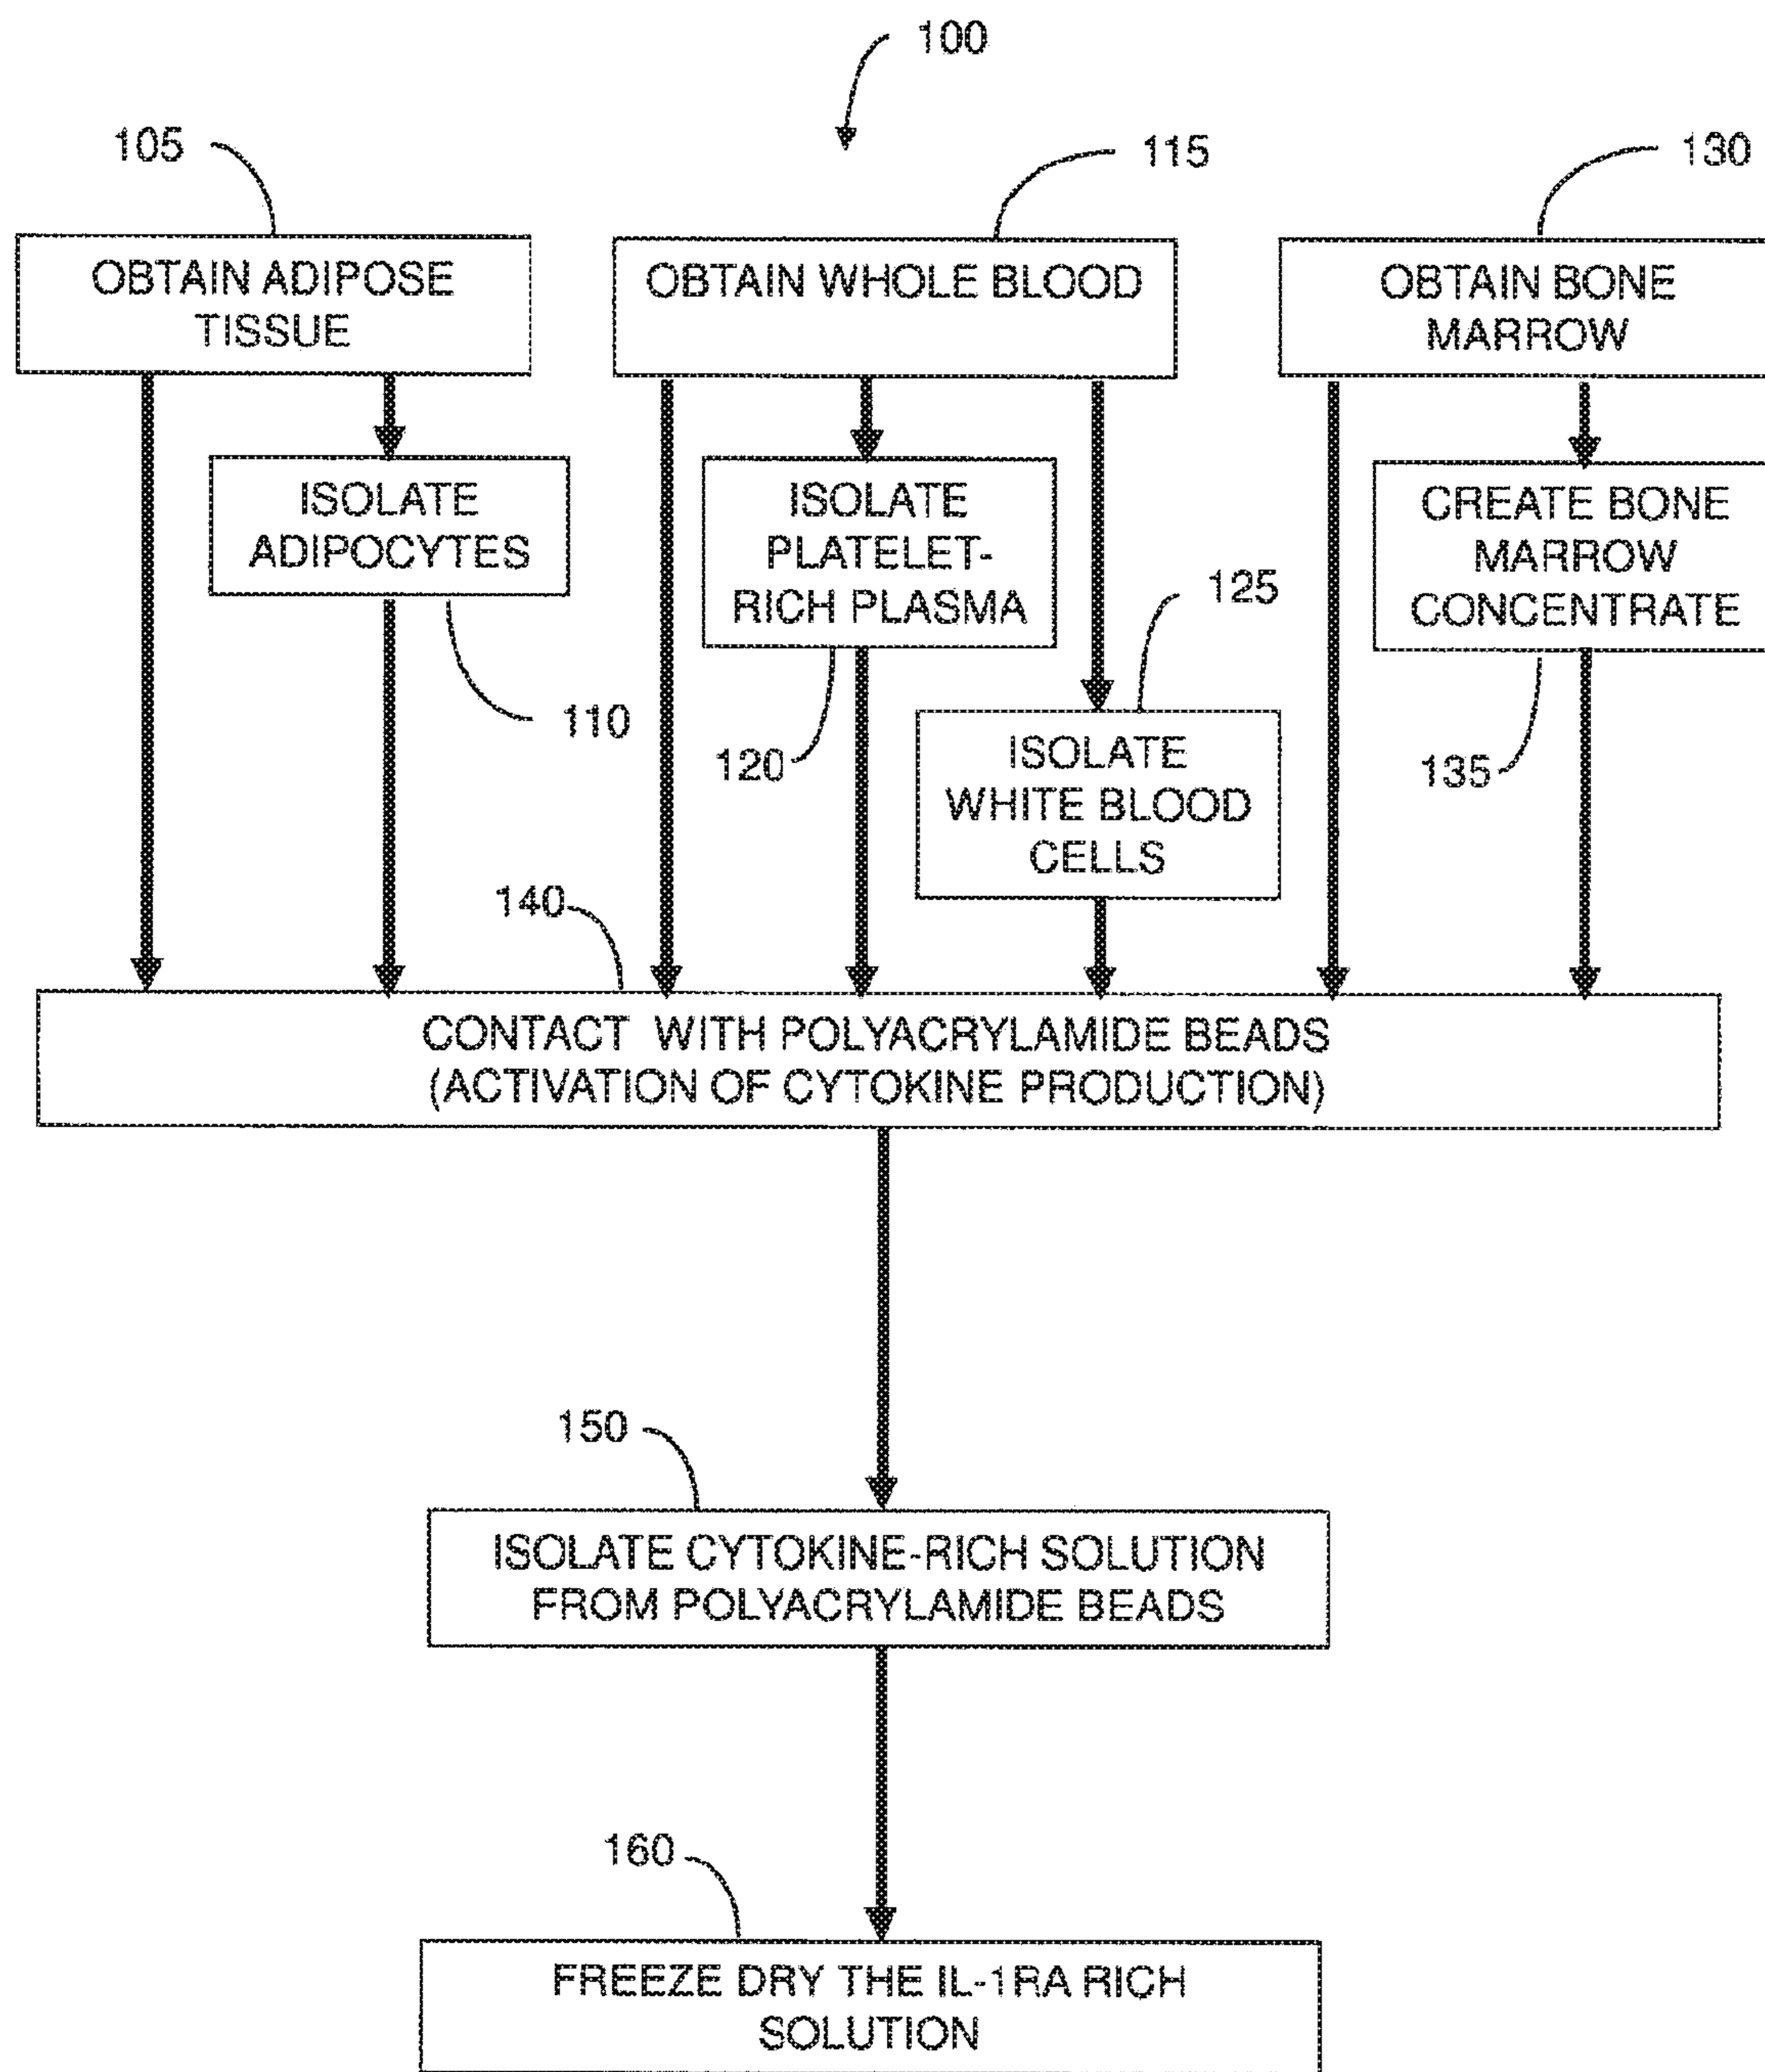 100
105
115
130
OBTAIN ADIPOSE
TISSUE
OBTAIN WHOLE BLOOD
OBTAIN BONE
MARROW
ISOLATE
ADIPOCYTES
110
ISOLATE
PLATELET-
RICH PLASMA
120
125
ISOLATE
WHITE BLOOD
CELLS
CREATE BONE
MARROW
CONCENTRATE
135
140
CONTACT WITH POLYACRYLAMIDE BEADS
(ACTIVATION OF CYTOKINE PRODUCTION)
150
ISOLATE CYTOKINE-RICH SOLUTION
FROM POLYACRYLAMIDE BEADS
160
FREEZE DRY THE IL-1RA RICH
SOLUTION